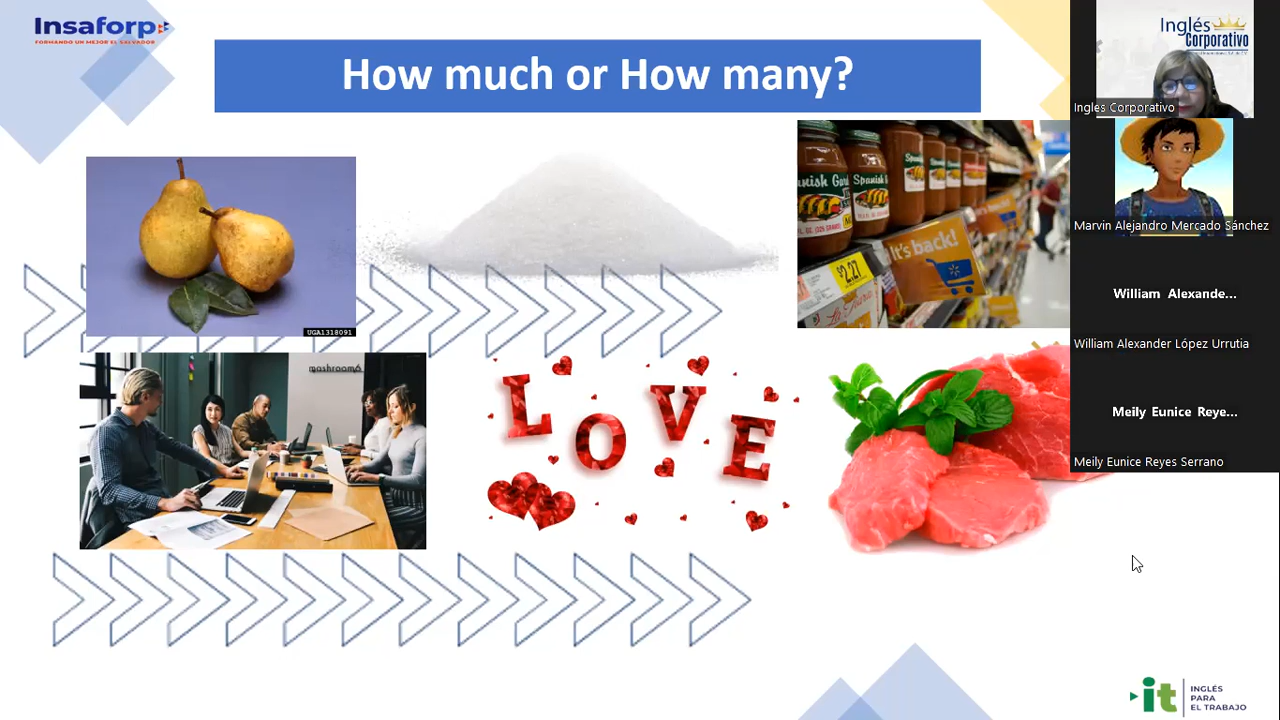 Insaforp
FORMANDO UN MEJOR EL SALVADOR
How much or How many?
Inglés
Corporativo
Ingles Corporativo
Marvin Alejandro Mercado Sánchez
William Alexande...
William Alexander López Urrutia
Meily Eunice Reye...
Meily Eunice Reyes Serrano
UGA1318091
It's back!
$2.27
mashrooms
LOVE
it
INGLÉS
PARA
EL TRABAJO